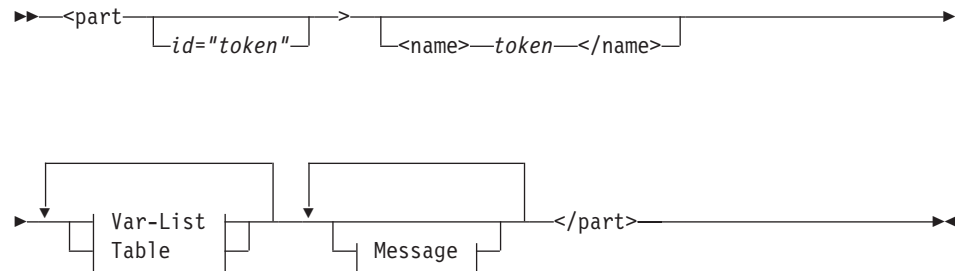 <part >
id="token" <name> token </name>
Var-List </part>
Table Message